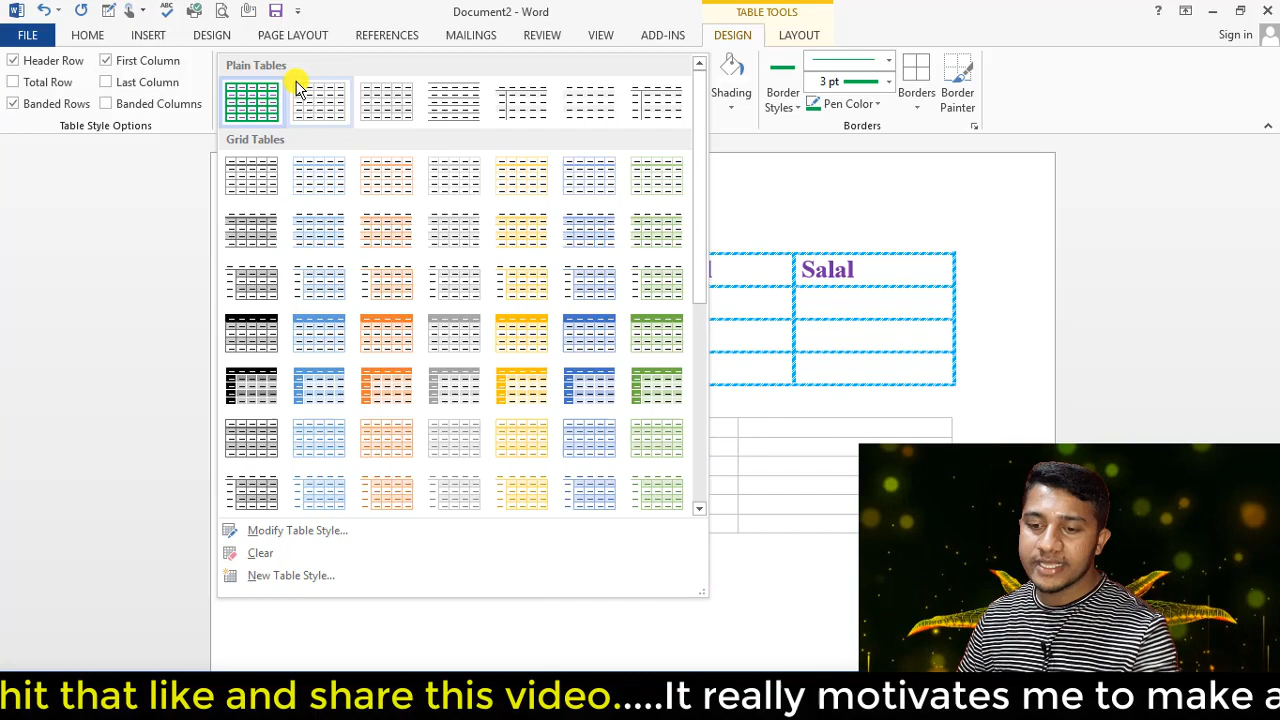 Document2 - Word
TABLE TOOLS
?
FILE
HOME
INSERT
DESIGN
PAGE LAYOUT
REFERENCES
MAILINGS
REVIEW
VIEW
ADD-INS
DESIGN
LAYOUT
Sign in
Header Row
First Column
Total Row
Last Column
Banded Rows
Banded Columns
Table Style Options
Plain Tables
Grid Tables
Modify Table Style...
Clear
New Table Style...
Shading
Border
Styles
3 pt
Pen Color
Borders
Border
Painter
Borders
Salal
hit that like and share this video.....It really motivates me to make a